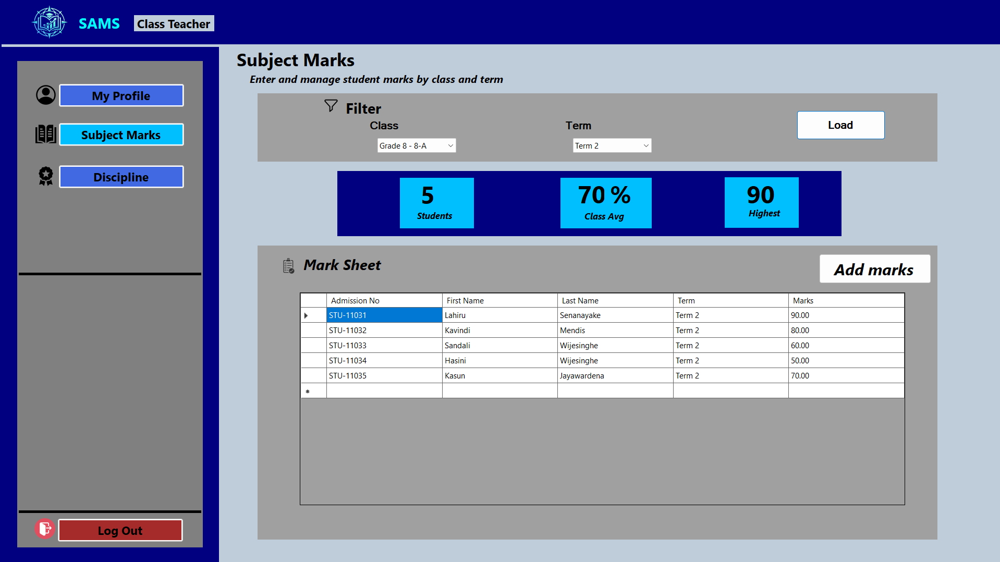 SAMS Class Teacher
My Profile
Subject Marks
Discipline
Log Out
Subject Marks
Enter and manage student marks by class and term
Filter
Class Term
Grade 8 - 8-A Term 2
Load
5 70 % 90
Students Class Avg Highest
Mark Sheet
Add marks
Admission No First Name Last Name Term Marks
STU-11031 Lahiru Senanayake Term 2 90.00
STU-11032 Kavindi Mendis Term 2 80.00
STU-11033 Sandali Wijesinghe Term 2 60.00
STU-11034 Hasini Wijesinghe Term 2 50.00
STU-11035 Kasun Jayawardena Term 2 70.00